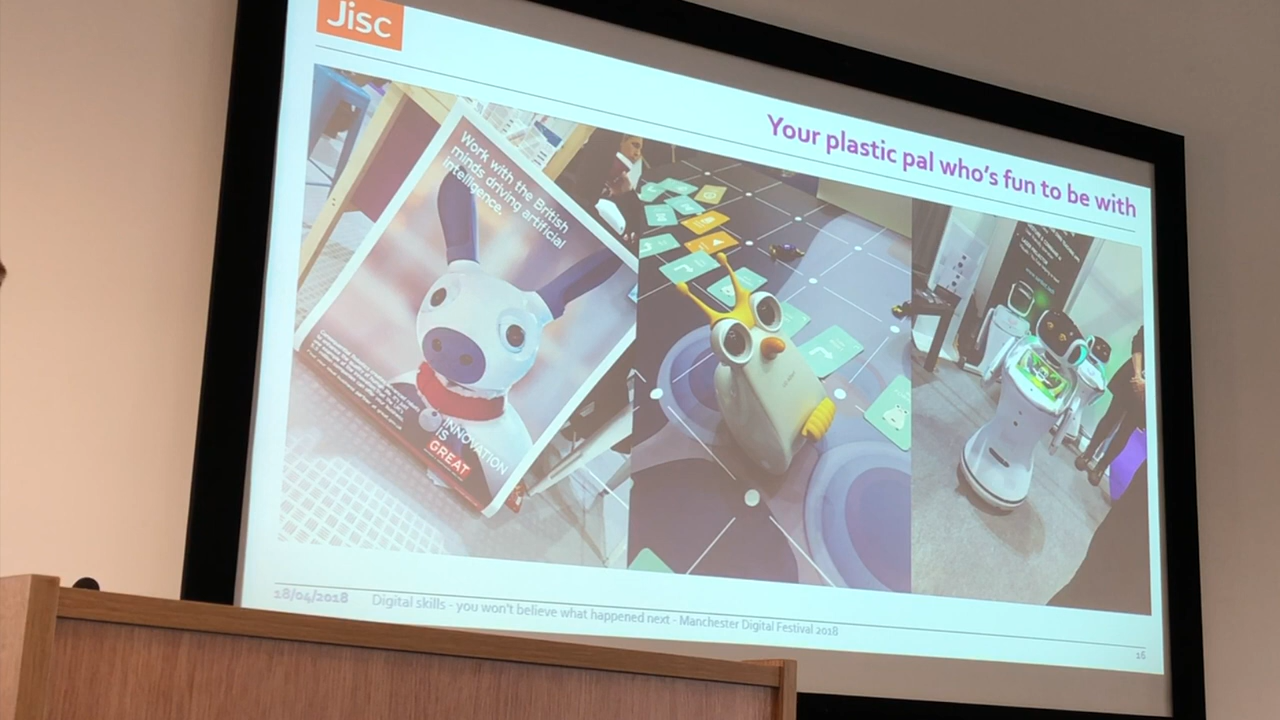 Jisc
Your plastic pal who's fun to be with
Work with the British
minds driving artificial
intelligence.
INNOVATION
IS
GREAT
18/04/2018
Digital skills - you won't believe what happened next - Manchester Digital Festival 2018
16